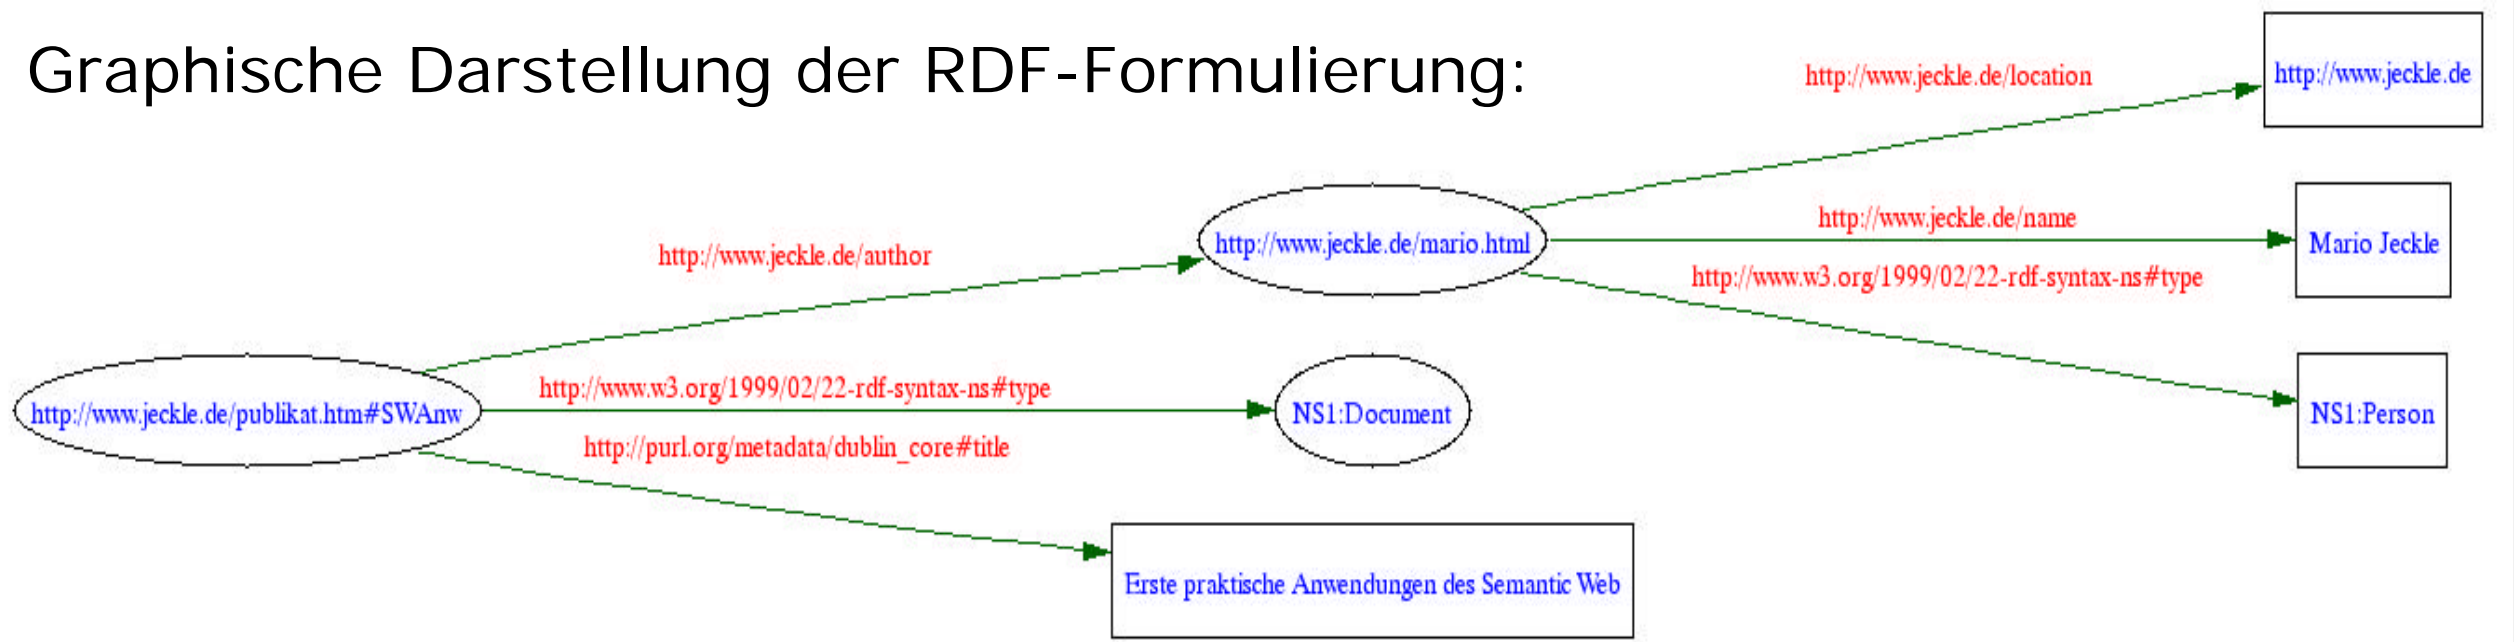 Graphische Darstellung der RDF-Formulierung:
http://www.jeckle.de/location
http://www.jeckle.de
http://www.jeckle.de/name
http://www.jeckle.de/author
http://www.jeckle.de/mario.html
Mario Jeckle
http://www.w3.org/1999/02/22-rdf-syntax-ns#type
http://www.w3.org/1999/02/22-rdf-syntax-ns#type
http://www.jeckle.de/publikat.htm#SWAnw
NS1:Document
NS1:Person
http://purl.org/metadata/dublin_core#title
Erste praktische Anwendungen des Semantic Web